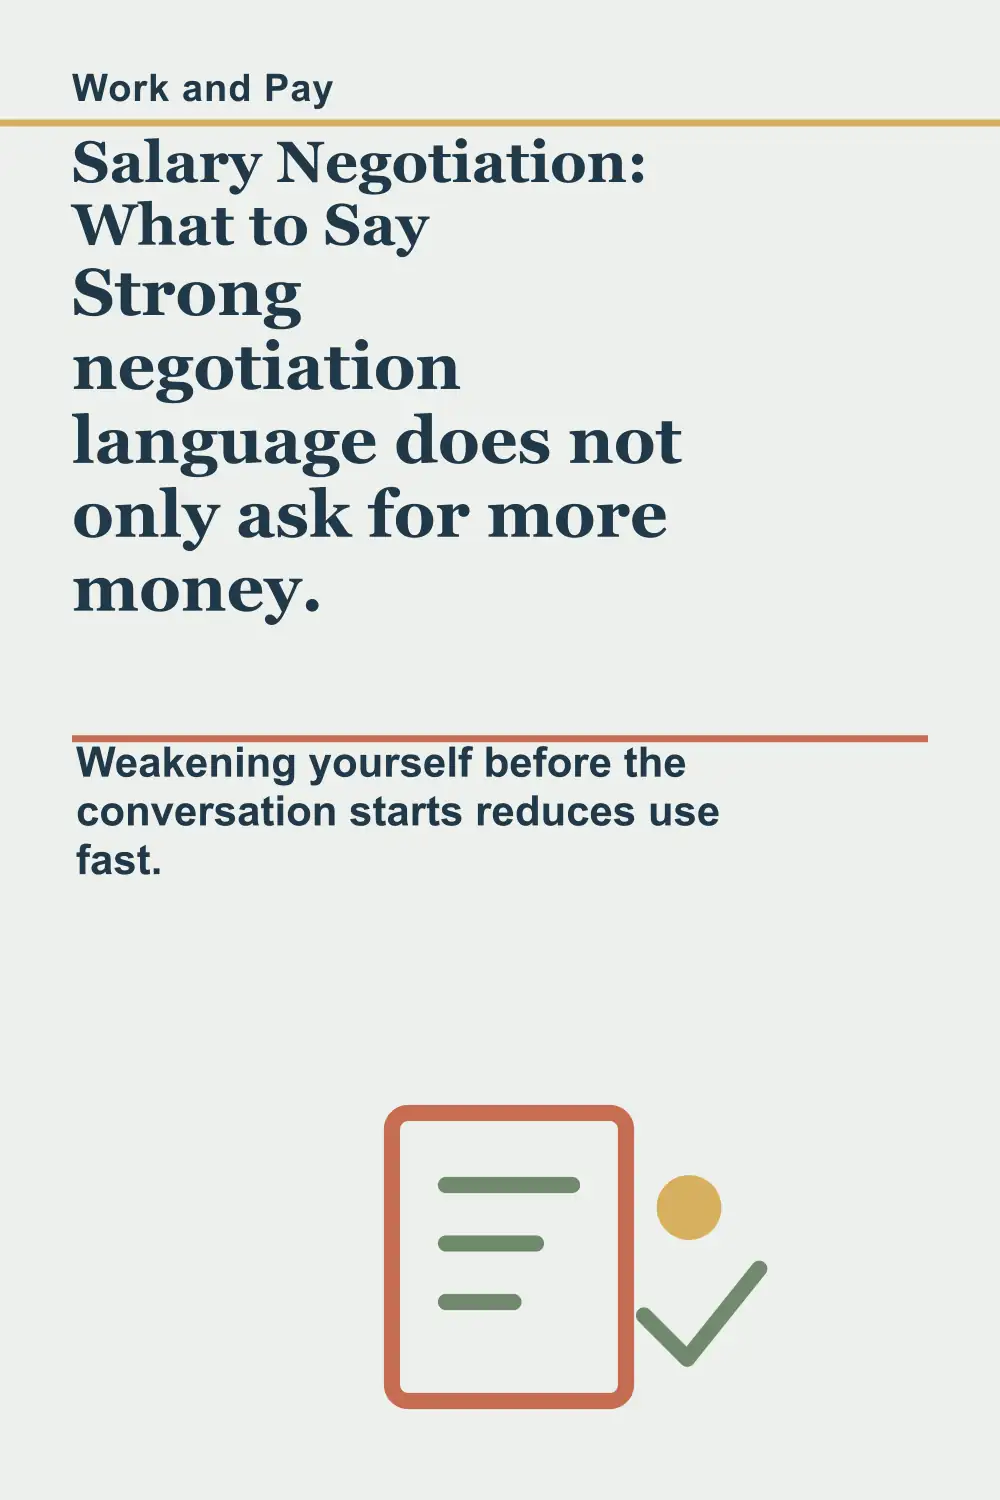 Work and Pay
Salary Negotiation:
What to Say
Strong
negotiation
language does not
only ask for more
money.
Weakening yourself before the
conversation starts reduces use
fast.